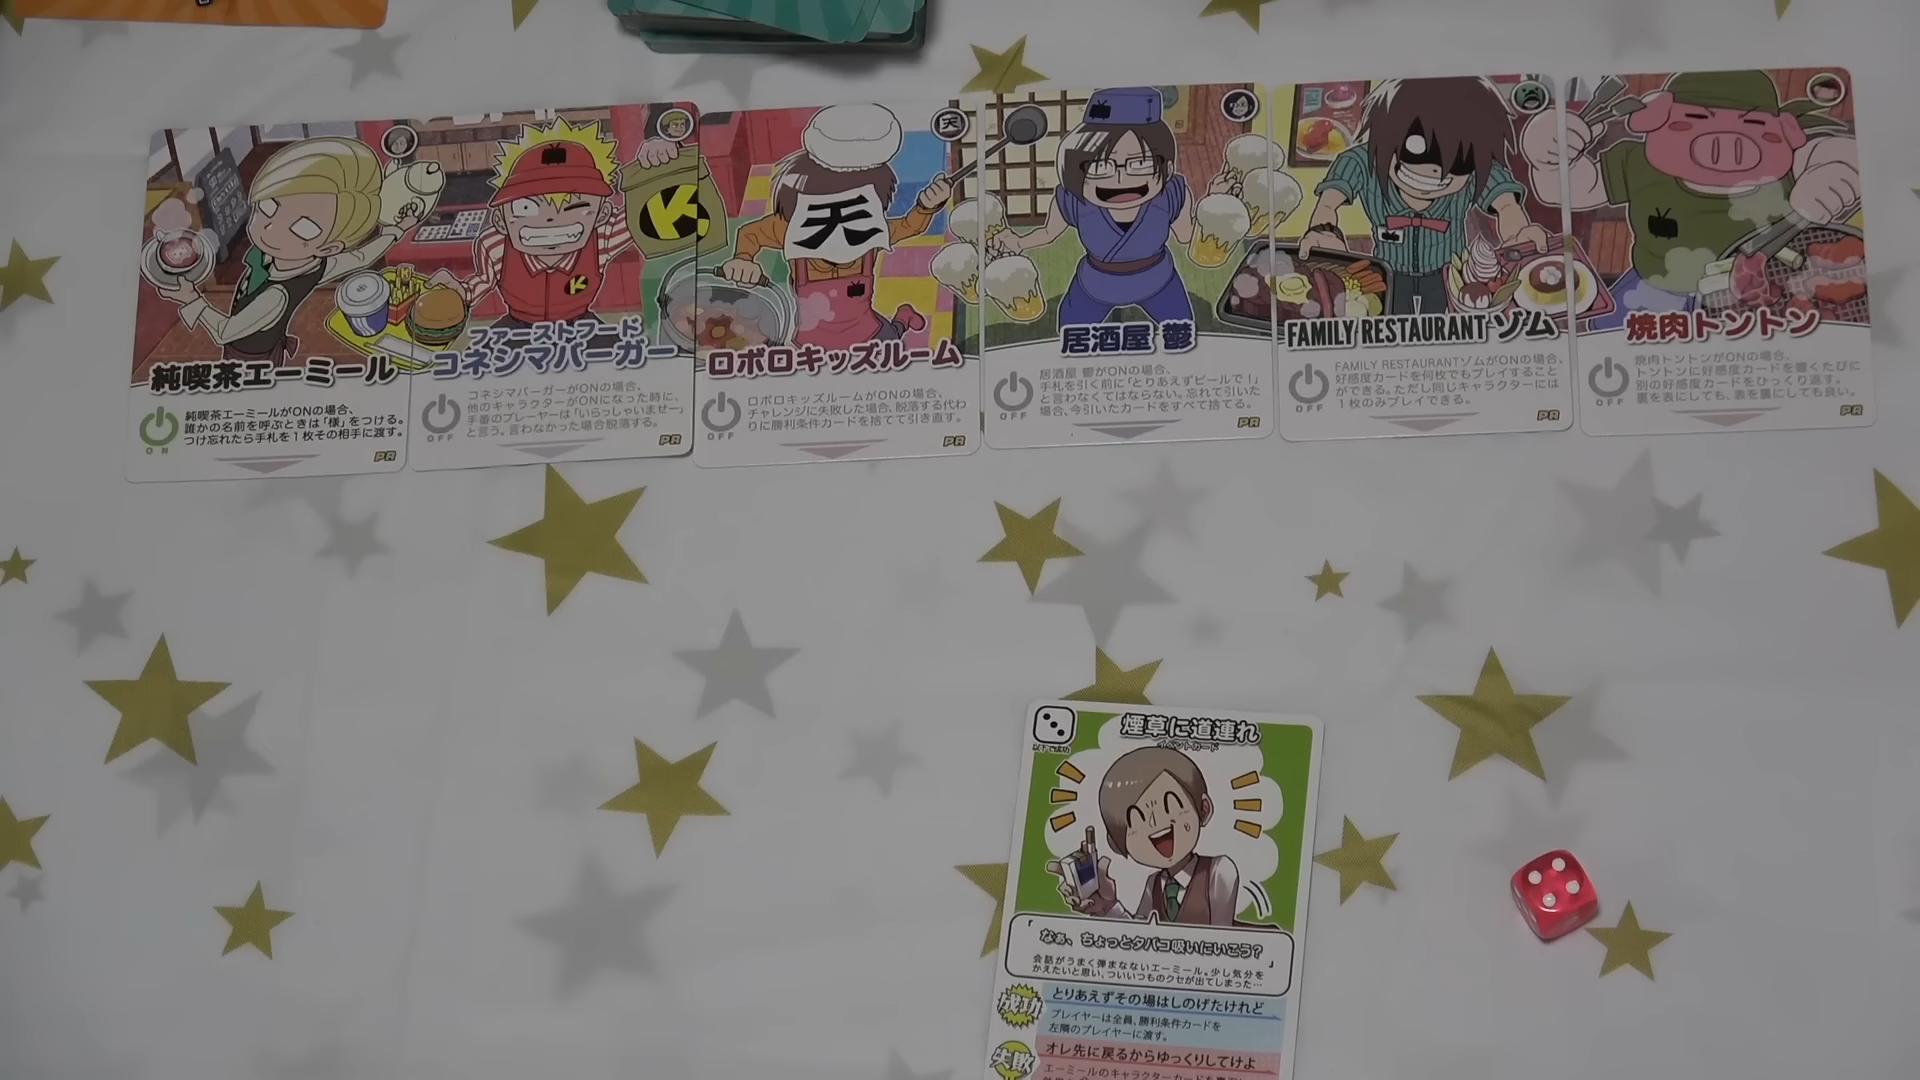 純喫茶エーミール
純喫茶エーミールがONの場合、
誰かの名前を呼ぶときは「様」をつける。
つけ忘れたら手札を1枚その相手に渡す。
ON
PR
K
K
ファーストフード
コネシマバーガー
コネシマバーガーがONの場合、
他のキャラクターがONになった時に、
手番のプレーヤーは「いらっしゃいませー」
と言う。言わなかった場合脱落する。
OFF
PR
天
天
ロボロキッズルーム
ロボロキッズルームがONの場合、
チャレンジに失敗した場合、脱落する代わ
りに勝利条件カードを捨てて引き直す。
OFF
PR
居酒屋 鬱
居酒屋 鬱がONの場合、
手札を引く前に「とりあえずビールで!」
と言わなくてはならない。忘れて引いた
場合、今引いたカードをすべて捨てる。
OFF
PR
FAMILY RESTAURANT ゾム
FAMILY RESTAURANTゾムがONの場合、
好感度カードを何枚でもプレイすること
ができる。ただし同じキャラクターには
1枚のみプレイできる。
OFF
PR
焼肉トントン
焼肉トントンがONの場合、
トントンに好感度カードを置くたびに
別の好感度カードをひっくり返す。
裏を表にしても、表を裏にしても良い。
OFF
PR
煙草に道連れ
イベントカード
以下で成功
「なぁ、ちょっとタバコ吸いにいこう?」
会話がうまく弾まなないエーミール。少し気分を
かえたいと思い、ついいつものクセが出てしまった…
成功
とりあえずその場はしのげたけれど
プレイヤーは全員、勝利条件カードを
左隣のプレイヤーに渡す。
失敗
オレ先に戻るからゆっくりしてけよ
エーミールのキャラクターカードを